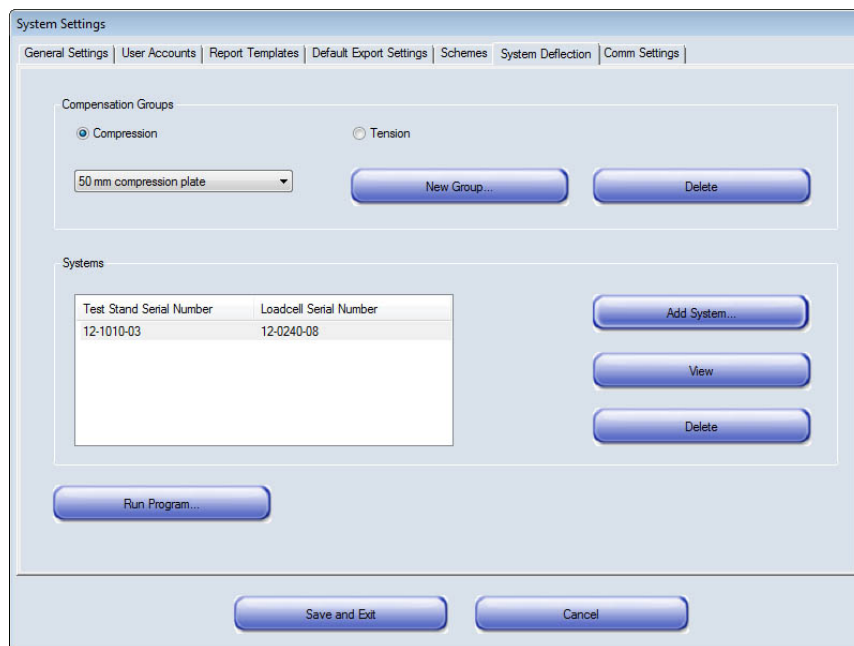 System Settings
General Settings User Accounts Report Templates Default Export Settings Schemes System Deflection Comm Settings
Compensation Groups
Compression Tension
50 mm compression plate New Group... Delete
Systems
Test Stand Serial Number Loadcell Serial Number
12-1010-03 12-0240-08
Add System...
View
Delete
Run Program...
Save and Exit Cancel